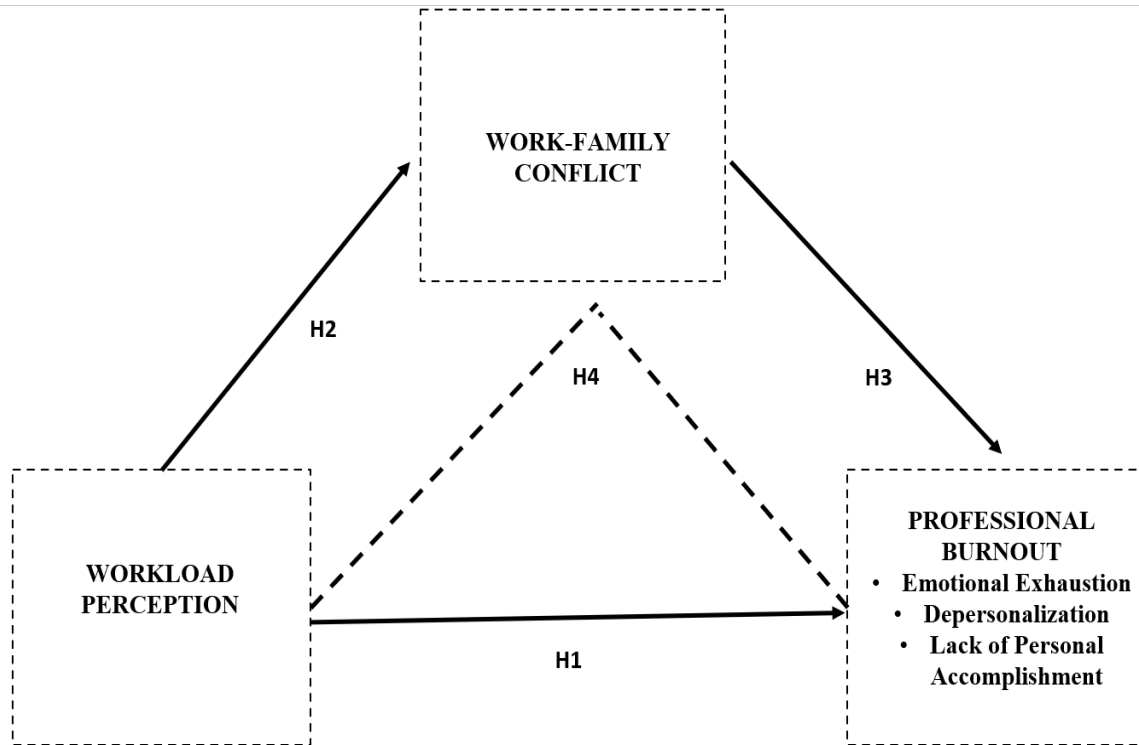 WORK-FAMILY
CONFLICT
H2
H4
H3
WORKLOAD
PERCEPTION
H1
PROFESSIONAL
BURNOUT
• Emotional Exhaustion
• Depersonalization
• Lack of Personal
Accomplishment